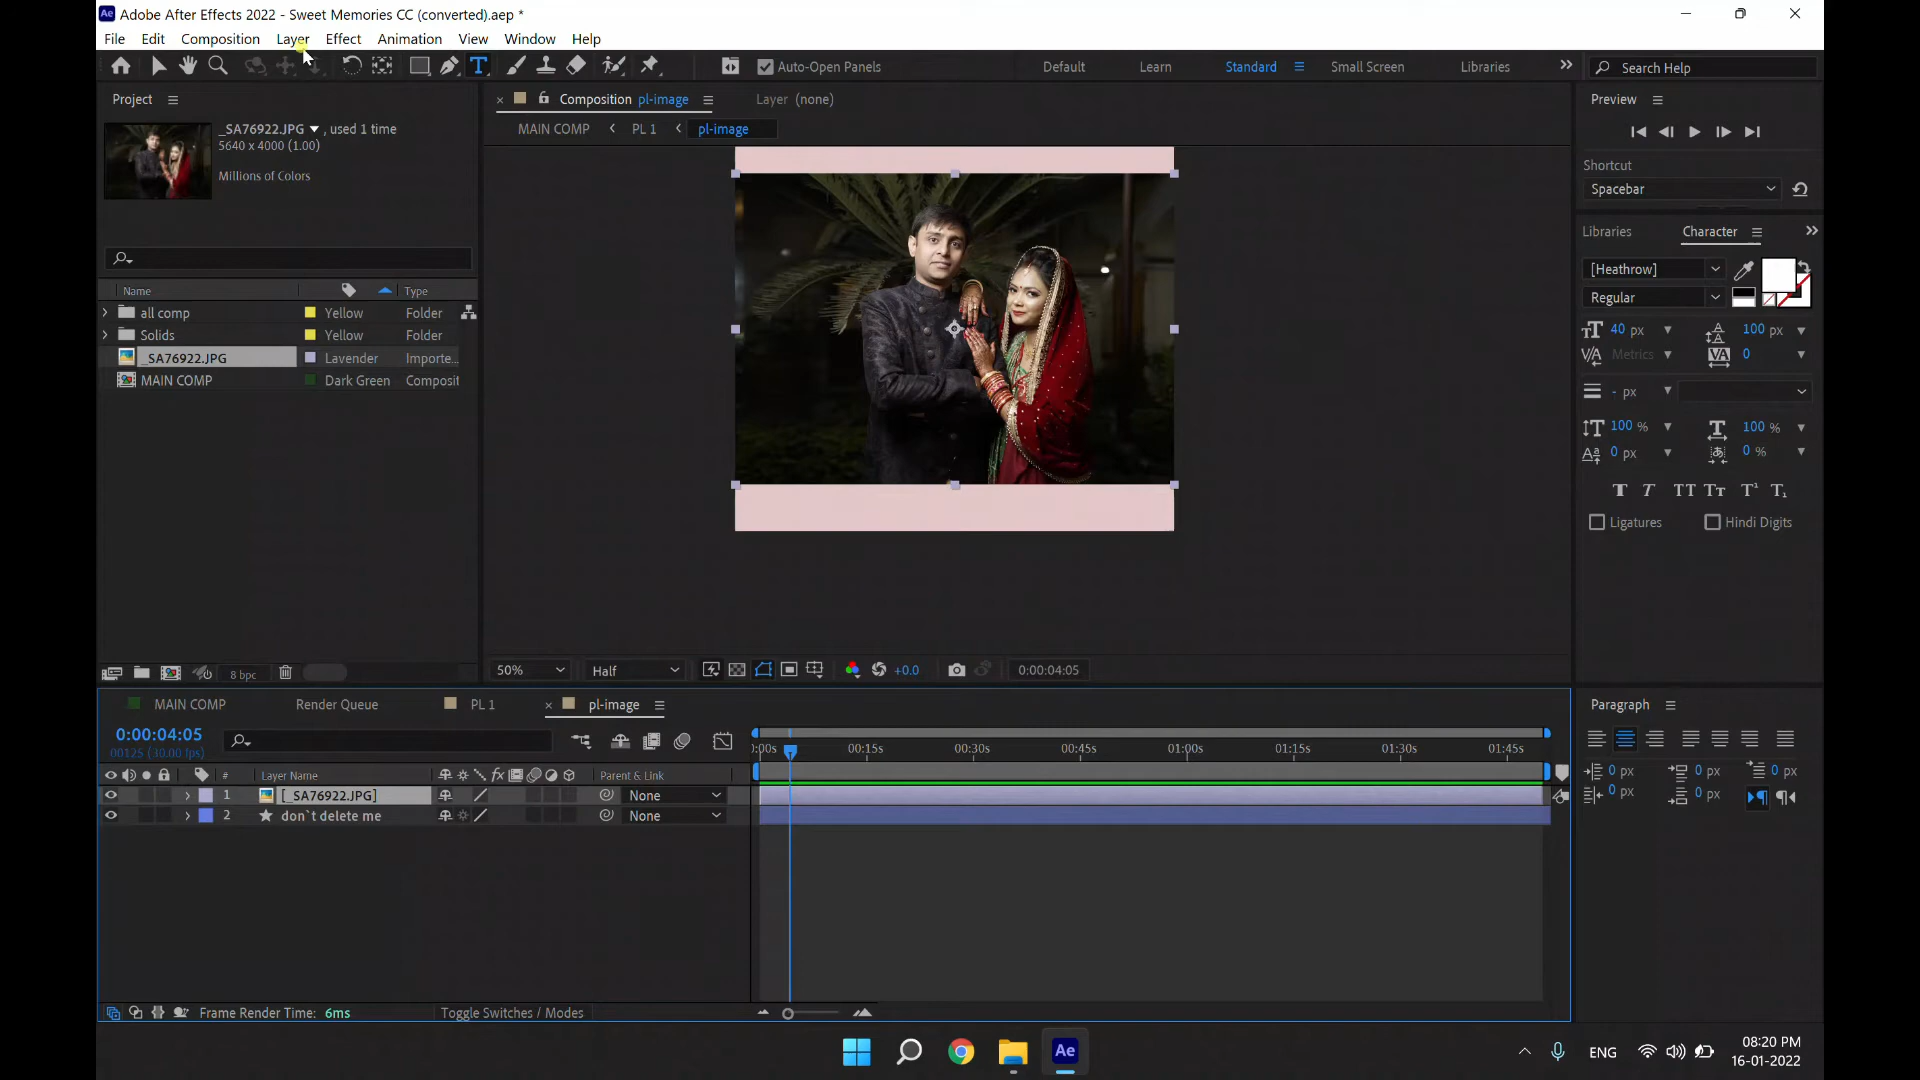 Adobe After Effects 2022 - Sweet Memories CC (converted).aep *
File Edit Composition Layer Effect Animation View Window Help
Auto-Open Panels Default Learn Standard Small Screen Libraries Search Help
Project
Composition pl-image Layer (none)
Preview
_SA76922.JPG , used 1 time
5640 x 4000 (1.00)
Millions of Colors
MAIN COMP PL 1 pl-image
Shortcut
Spacebar
Libraries Character
[Heathrow]
Regular
40 px 100 px
Metrics 0
- px
100 % 100 %
0 px 0 %
Ligatures Hindi Digits
Name Type
all comp Yellow Folder
Solids Yellow Folder
_SA76922.JPG Lavender Importe...
MAIN COMP Dark Green Composit
8 bpc
50% Half +0.0 0:00:04:05
MAIN COMP Render Queue PL 1 pl-image
Paragraph
0:00:04:05
00125 (30.00 fps)
):00s 00:15s 00:30s 00:45s 01:00s 01:15s 01:30s 01:45s
0 px 0 px 0 px
0 px 0 px
# Layer Name Parent & Link
1 [_SA76922.JPG] None
2 don`t delete me None
Frame Render Time: 6ms Toggle Switches / Modes
Ae
ENG
08:20 PM
16-01-2022